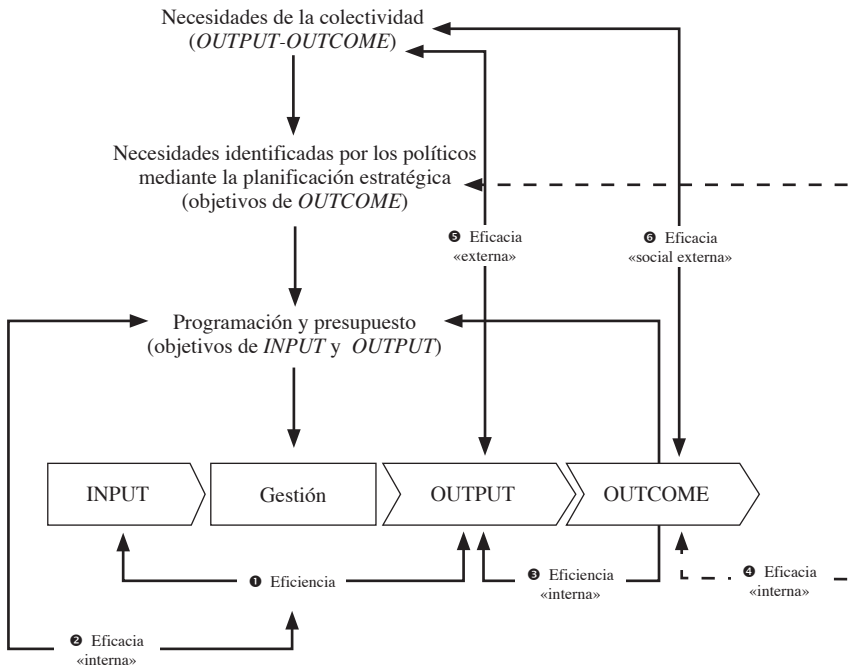 Necesidades de la colectividad
(OUTPUT-OUTCOME)
Necesidades identificadas por los políticos
mediante la planificación estratégica
(objetivos de OUTCOME)
❺ Eficacia
«externa»
❻ Eficacia
«social externa»
Programación y presupuesto
(objetivos de INPUT y OUTPUT)
INPUT
Gestión
OUTPUT
OUTCOME
❶ Eficiencia
❸ Eficiencia
«interna»
❹ Eficacia
«interna»
❷ Eficacia
«interna»